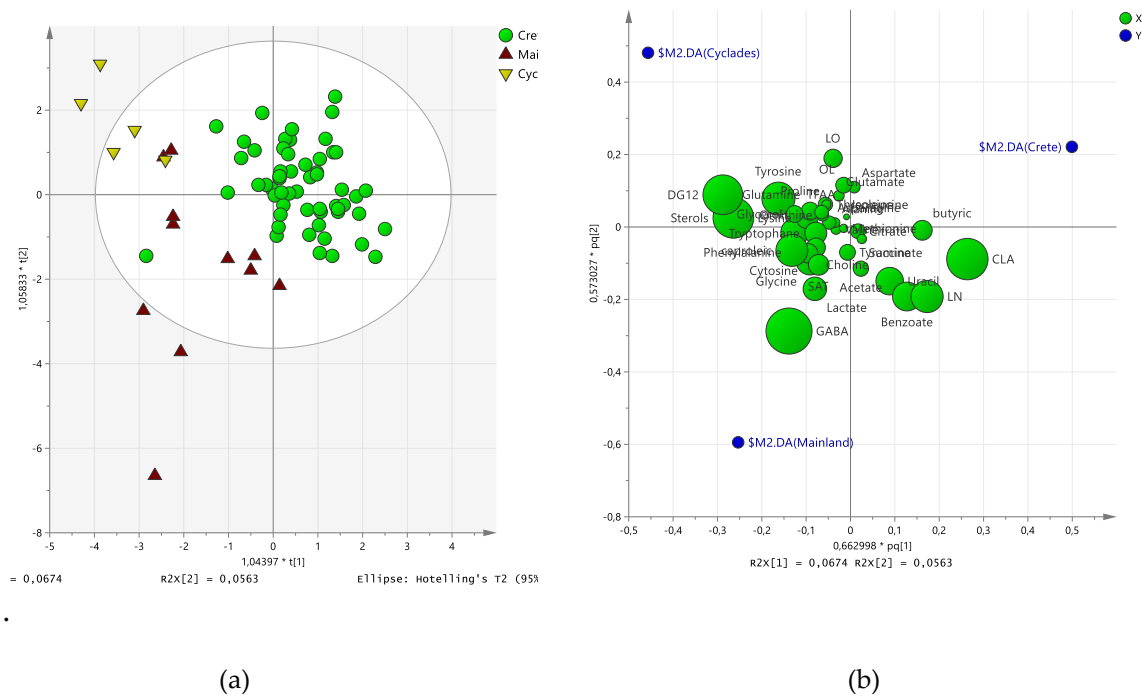 Cre
Mai
Cyc
2
0
-2
-4
-6
-8
-5
-4
-3
-2
-1
0
1
2
3
4
1,05833 * t[2]
1,04397 * t[1]
= 0,0674
R2X[2] = 0,0563
Ellipse: Hotelling's T2 (95%
.
(a)
X
Y
$M2.DA(Cyclades)
$M2.DA(Crete)
$M2.DA(Mainland)
0,4
0,2
0
-0,2
-0,4
-0,6
-0,8
-0,5
-0,4
-0,3
-0,2
-0,1
0
0,1
0,2
0,3
0,4
0,5
0,573027 * pq[2]
0,662998 * pq[1]
R2X[1] = 0,0674 R2X[2] = 0,0563
LO
OL
Aspartate
Tyrosine
Glutamate
DG12
Glutamine
Proline
TFAA
Sterols
Lysine
butyric
Tryptophane
Phenylalanine
caproleic
Citrate
Succinate
CLA
Cytosine
Choline
Glycine
SAT
Acetate
Uracil
LN
Lactate
Benzoate
GABA
(b)